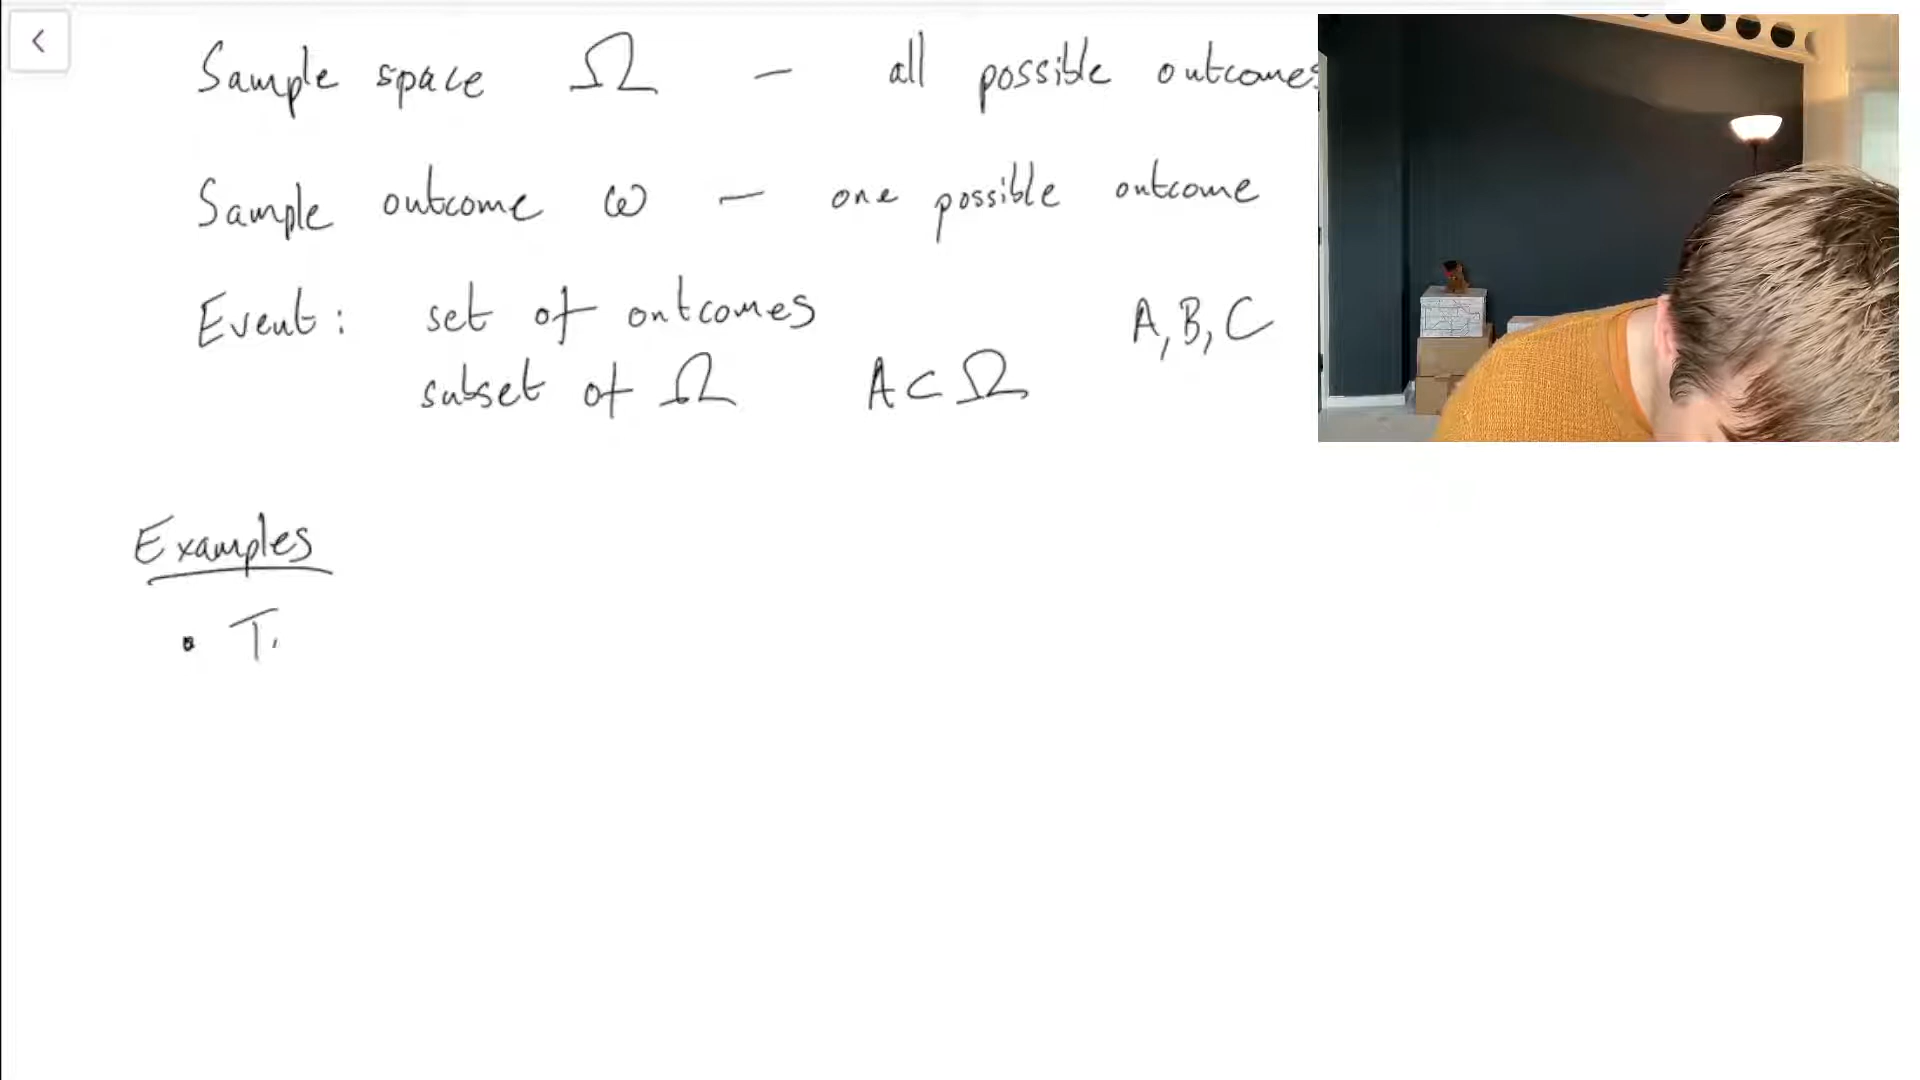 Sample space Ω — all possible outcomes
Sample outcome ω — one possible outcome
Event: set of outcomes A, B, C
subset of Ω A ⊂ Ω
Examples
• T